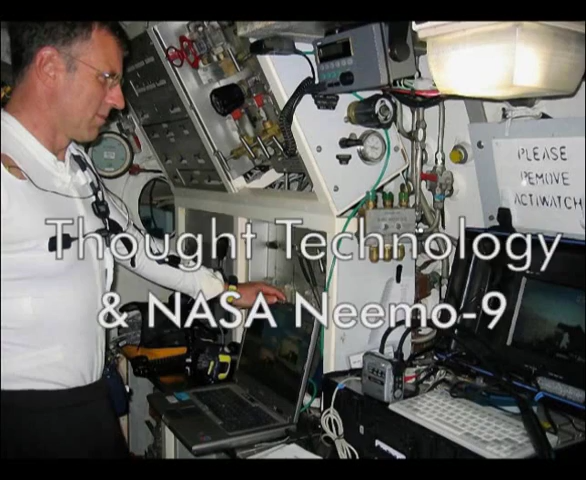 PLEASE
REMOVE
ACTIWATCH
Thought Technology
& NASA Neemo-9